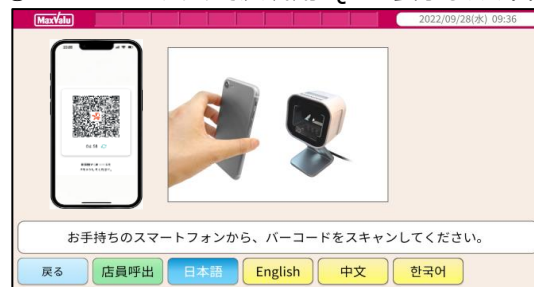 MaxValu
2022/09/28(水) 09:36
お手持ちのスマートフォンから、バーコードをスキャンしてください。
戻る
店員呼出
日本語
English
中文
한국어